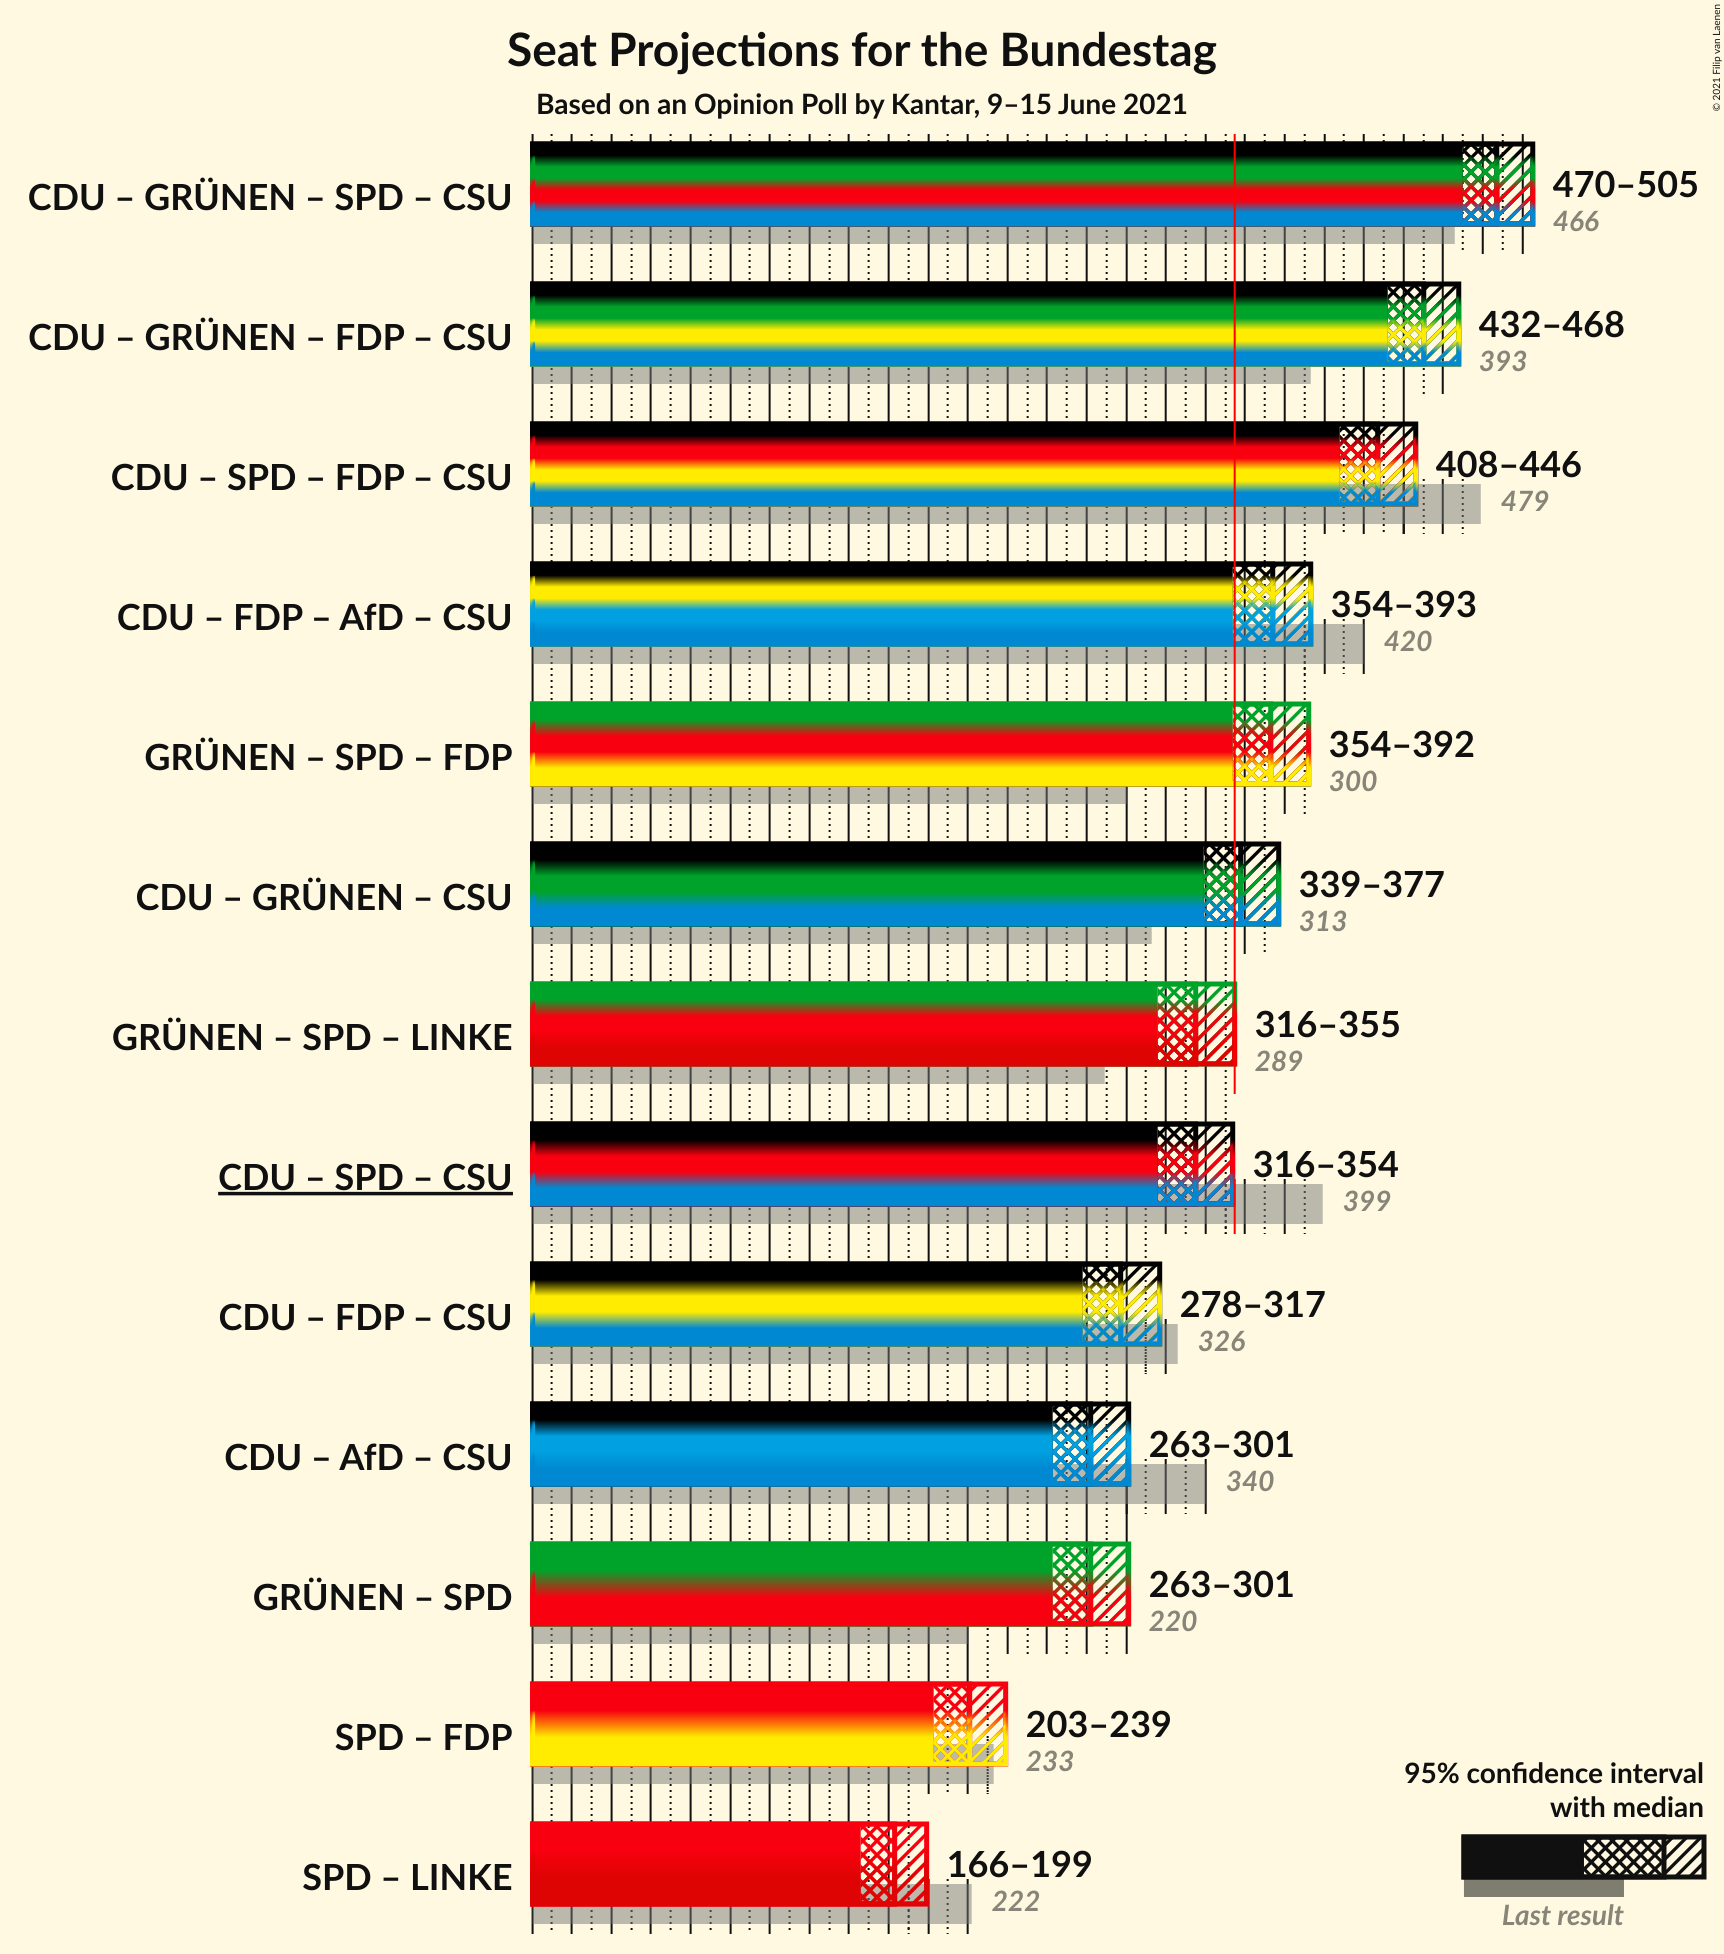 Seat Projections for the Bundestag
Based on an Opinion Poll by Kantar, 9–15 June 2021
© 2021 Filip van Laenen
CDU – GRÜNEN – SPD – CSU
470–505
466
CDU – GRÜNEN – FDP – CSU
432–468
393
CDU – SPD – FDP – CSU
408–446
479
CDU – FDP – AfD – CSU
354–393
420
GRÜNEN – SPD – FDP
354–392
300
CDU – GRÜNEN – CSU
339–377
313
GRÜNEN – SPD – LINKE
316–355
289
CDU – SPD – CSU
316–354
399
CDU – FDP – CSU
278–317
326
CDU – AfD – CSU
263–301
340
GRÜNEN – SPD
263–301
220
SPD – FDP
203–239
233
SPD – LINKE
166–199
222
95% confidence interval
with median
Last result